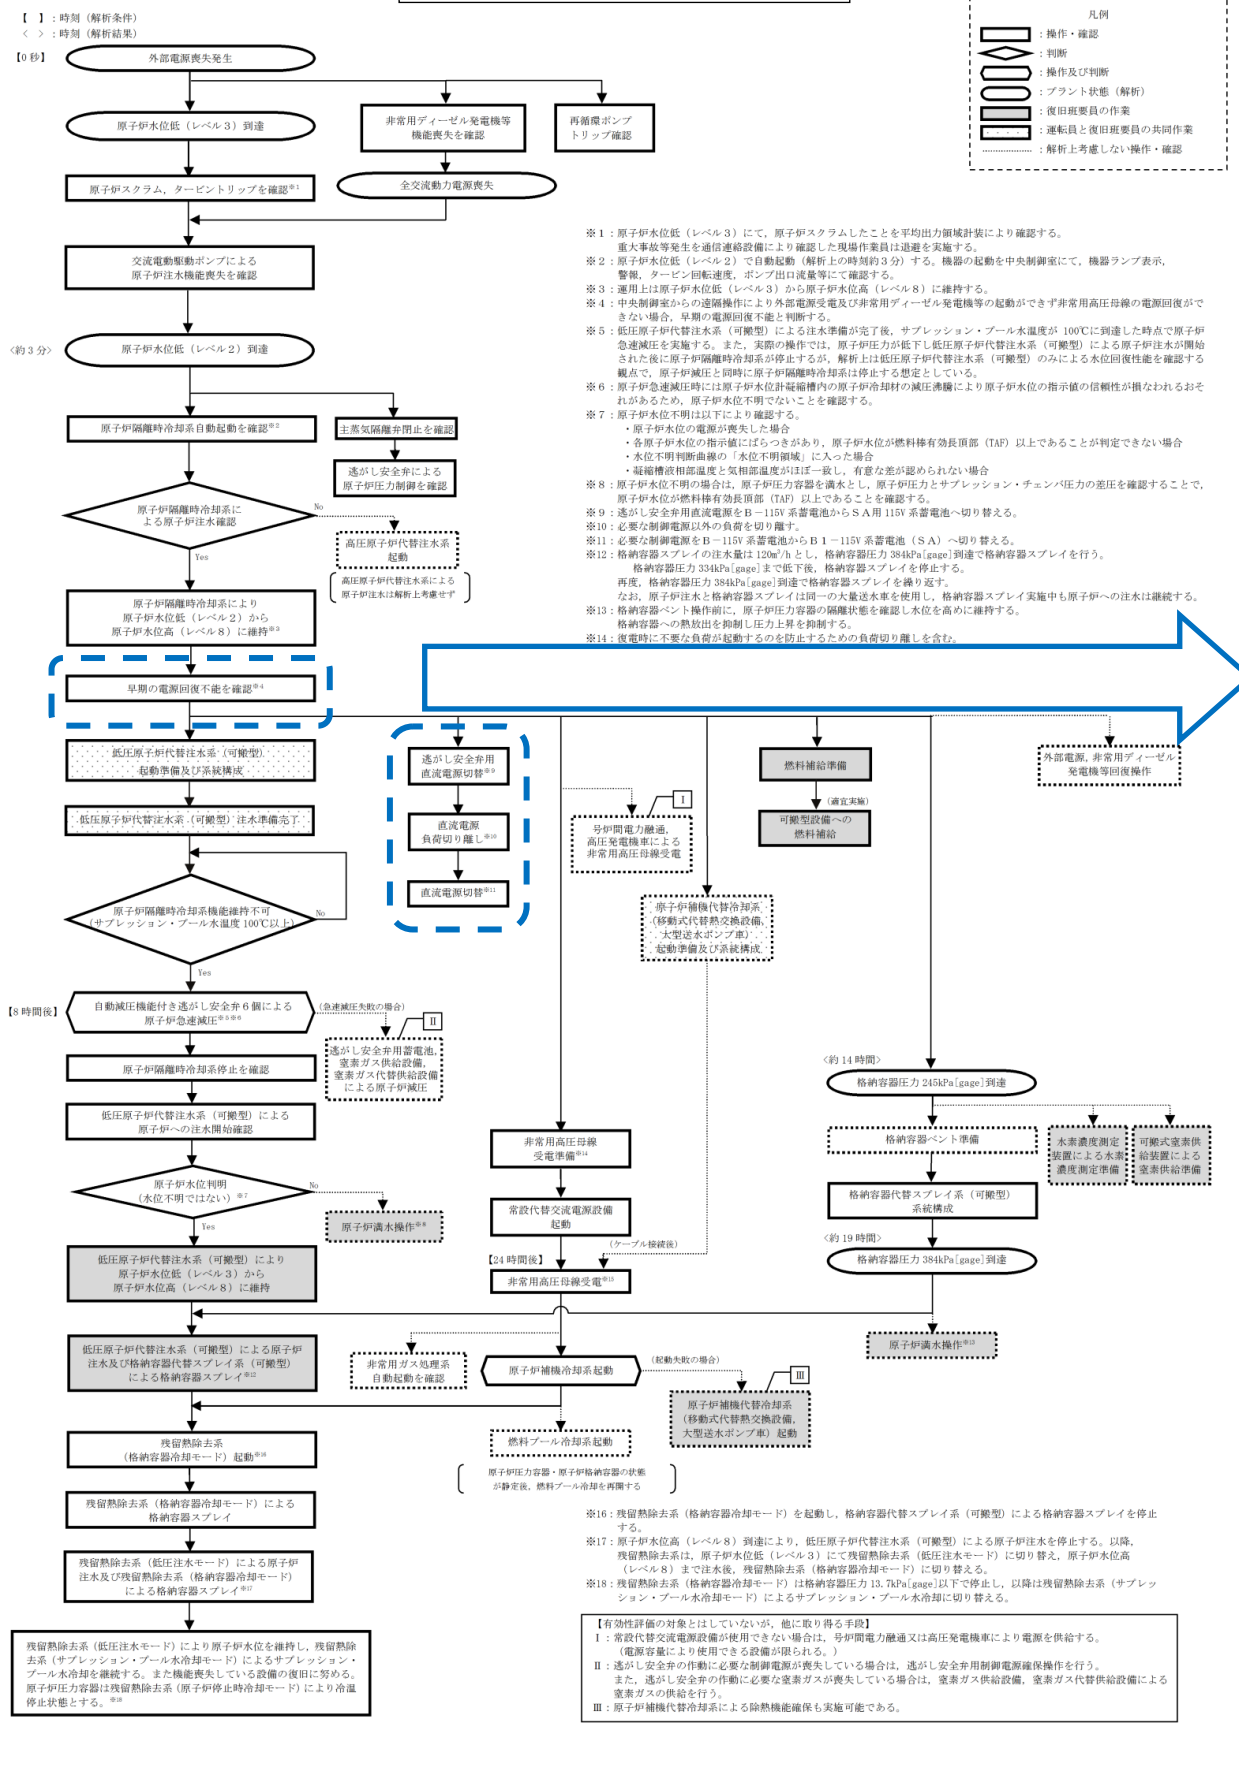 【　】：時刻（解析条件）
〈　〉：時刻（解析結果）
【0 秒】
外部電源喪失発生
原子炉水位低（レベル３）到達
非常用ディーゼル発電機等
機能喪失を確認
再循環ポンプ
トリップ確認
原子炉スクラム，タービントリップを確認※1
全交流動力電源喪失
交流電動駆動ポンプによる
原子炉注水機能喪失を確認
〈約３分〉
原子炉水位低（レベル２）到達
原子炉隔離時冷却系自動起動を確認※2
主蒸気隔離弁閉止を確認
逃がし安全弁による
原子炉圧力制御を確認
原子炉隔離時冷却系に
よる原子炉注水確認
No
Yes
高圧原子炉代替注水系
起動
高圧原子炉代替注水系による
原子炉注水は解析上考慮せず
原子炉隔離時冷却系により
原子炉水位低（レベル２）から
原子炉水位高（レベル８）に維持※3
早期の電源回復不能を確認※4
凡例
：操作・確認
：判断
：操作及び判断
：プラント状態（解析）
：復旧班要員の作業
：運転員と復旧班要員の共同作業
：解析上考慮しない操作・確認
※１：原子炉水位低（レベル３）にて，原子炉スクラムしたことを平均出力領域計装により確認する。
重大事故等発生を通信連絡設備により確認した現場作業員は退避を実施する。
※２：原子炉水位低（レベル２）で自動起動（解析上の時刻約３分）する。機器の起動を中央制御室にて，機器ランプ表示，
警報，タービン回転速度，ポンプ出口流量等にて確認する。
※３：運用上は原子炉水位低（レベル３）から原子炉水位高（レベル８）に維持する。
※４：中央制御室からの遠隔操作により外部電源受電及び非常用ディーゼル発電機等の起動ができず非常用高圧母線の電源回復がで
きない場合，早期の電源回復不能と判断する。
※５：低圧原子炉代替注水系（可搬型）による注水準備が完了後，サプレッション・プール水温度が 100℃に到達した時点で原子炉
急速減圧を実施する。また，実際の操作では，原子炉圧力が低下し低圧原子炉代替注水系（可搬型）による原子炉注水が開始
された後に原子炉隔離時冷却系が停止するが，解析上は低圧原子炉代替注水系（可搬型）のみによる水位回復性能を確認する
観点で，原子炉減圧と同時に原子炉隔離時冷却系は停止する想定としている。
※６：原子炉急速減圧時には原子炉水位計凝縮槽内の原子炉冷却材の減圧沸騰により原子炉水位の指示値の信頼性が損なわれるおそ
れがあるため，原子炉水位不明でないことを確認する。
※７：原子炉水位不明は以下により確認する。
・原子炉水位の電源が喪失した場合
・各原子炉水位の指示値にばらつきがあり，原子炉水位が燃料棒有効長頂部（TAF）以上であることが判定できない場合
・水位不明判断曲線の「水位不明領域」に入った場合
・凝縮槽液相部温度と気相部温度がほぼ一致し，有意な差が認められない場合
※８：原子炉水位不明の場合は，原子炉圧力容器を満水とし，原子炉圧力とサプレッション・チェンバ圧力の差圧を確認することで，
原子炉水位が燃料棒有効長頂部（TAF）以上であることを確認する。
※９：逃がし安全弁用直流電源をＢ－115V 系蓄電池からＳＡ用 115V 系蓄電池へ切り替える。
※10：必要な制御電源以外の負荷を切り離す。
※11：必要な制御電源をＢ－115V 系蓄電池からＢ１－115V 系蓄電池（ＳＡ）へ切り替える。
※12：格納容器スプレイの注水量は 120m³/h とし，格納容器圧力 384kPa[gage]到達で格納容器スプレイを行う。
格納容器圧力 334kPa[gage]まで低下後，格納容器スプレイを停止する。
再度，格納容器圧力 384kPa[gage]到達で格納容器スプレイを繰り返す。
なお，原子炉注水と格納容器スプレイは同一の大量送水車を使用し，格納容器スプレイ実施中も原子炉への注水は継続する。
※13：格納容器ベント操作前に，原子炉圧力容器の隔離状態を確認し水位を高めに維持する。
格納容器への熱放出を抑制し圧力上昇を抑制する。
※14：復電時に不要な負荷が起動するのを防止するための負荷切り離しを含む。
低圧原子炉代替注水系（可搬型）
起動準備及び系統構成
低圧原子炉代替注水系（可搬型）注水準備完了
逃がし安全弁用
直流電源切替※9
直流電源
負荷切り離し※10
直流電源切替※11
Ⅰ
号炉間電力融通，
高圧発電機車による
非常用高圧母線受電
燃料補給準備
（適宜実施）
可搬型設備への
燃料補給
外部電源，非常用ディーゼル
発電機等回復操作
原子炉補機代替冷却系
（移動式代替熱交換設備，
大型送水ポンプ車）
起動準備及び系統構成
原子炉隔離時冷却系機能維持不可
（サプレッション・プール水温度 100℃以上）
No
Yes
【8 時間後】
自動減圧機能付き逃がし安全弁６個による
原子炉急速減圧※5※6
（急速減圧失敗の場合）
Ⅱ
逃がし安全弁用蓄電池，
窒素ガス供給設備，
窒素ガス代替供給設備
による原子炉減圧
原子炉隔離時冷却系停止を確認
低圧原子炉代替注水系（可搬型）による
原子炉への注水開始確認
原子炉水位判明
（水位不明ではない）※7
No
Yes
原子炉満水操作※8
低圧原子炉代替注水系（可搬型）により
原子炉水位低（レベル３）から
原子炉水位高（レベル８）に維持
非常用高圧母線
受電準備※14
常設代替交流電源設備
起動
（ケーブル接続後）
【24 時間後】
非常用高圧母線受電※15
〈約 14 時間〉
格納容器圧力 245kPa[gage]到達
格納容器ベント準備
水素濃度測定
装置による水素
濃度測定準備
可搬式窒素供
給装置による
窒素供給準備
格納容器代替スプレイ系（可搬型）
系統構成
〈約 19 時間〉
格納容器圧力 384kPa[gage]到達
原子炉満水操作※13
低圧原子炉代替注水系（可搬型）による原子炉
注水及び格納容器代替スプレイ系（可搬型）
による格納容器スプレイ※12
非常用ガス処理系
自動起動を確認
原子炉補機冷却系起動
（起動失敗の場合）
Ⅲ
原子炉補機代替冷却系
（移動式代替熱交換設備，
大型送水ポンプ車）起動
燃料プール冷却系起動
原子炉圧力容器・原子炉格納容器の状態
が静定後，燃料プール冷却を再開する
残留熱除去系
（格納容器冷却モード）起動※16
残留熱除去系（格納容器冷却モード）による
格納容器スプレイ
残留熱除去系（低圧注水モード）による原子炉
注水及び残留熱除去系（格納容器冷却モード）
による格納容器スプレイ※17
残留熱除去系（低圧注水モード）により原子炉水位を維持し，残留熱除
去系（サプレッション・プール水冷却モード）によるサプレッション・
プール水冷却を継続する。また機能喪失している設備の復旧に努める。
原子炉圧力容器は残留熱除去系（原子炉停止時冷却モード）により冷温
停止状態とする。※18
※16：残留熱除去系（格納容器冷却モード）を起動し，格納容器代替スプレイ系（可搬型）による格納容器スプレイを停止
する。
※17：原子炉水位高（レベル８）到達により，低圧原子炉代替注水系（可搬型）による原子炉注水を停止する。以降，
残留熱除去系は，原子炉水位低（レベル３）にて残留熱除去系（低圧注水モード）に切り替え，原子炉水位高
（レベル８）まで注水後，残留熱除去系（格納容器冷却モード）に切り替える。
※18：残留熱除去系（格納容器冷却モード）は格納容器圧力 13.7kPa[gage]以下で停止し，以降は残留熱除去系（サプレッ
ション・プール水冷却モード）によるサプレッション・プール水冷却に切り替える。
【有効性評価の対象とはしていないが，他に取り得る手段】
Ⅰ：常設代替交流電源設備が使用できない場合は，号炉間電力融通又は高圧発電機車により電源を供給する。
（電源容量により使用できる設備が限られる。）
Ⅱ：逃がし安全弁の作動に必要な制御電源が喪失している場合は，逃がし安全弁用制御電源確保操作を行う。
また，逃がし安全弁の作動に必要な窒素ガスが喪失している場合は，窒素ガス供給設備，窒素ガス代替供給設備による
窒素ガスの供給を行う。
Ⅲ：原子炉補機代替冷却系による除熱機能確保も実施可能である。